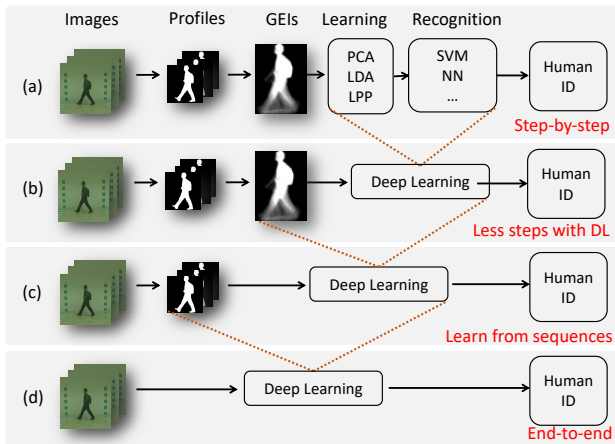 Images Profiles GEIs Learning Recognition
(a)
PCA
LDA
LPP
SVM
NN
...
Human
ID
Step-by-step
(b)
Deep Learning
Human
ID
Less steps with DL
(c)
Deep Learning
Human
ID
Learn from sequences
(d)
Deep Learning
Human
ID
End-to-end